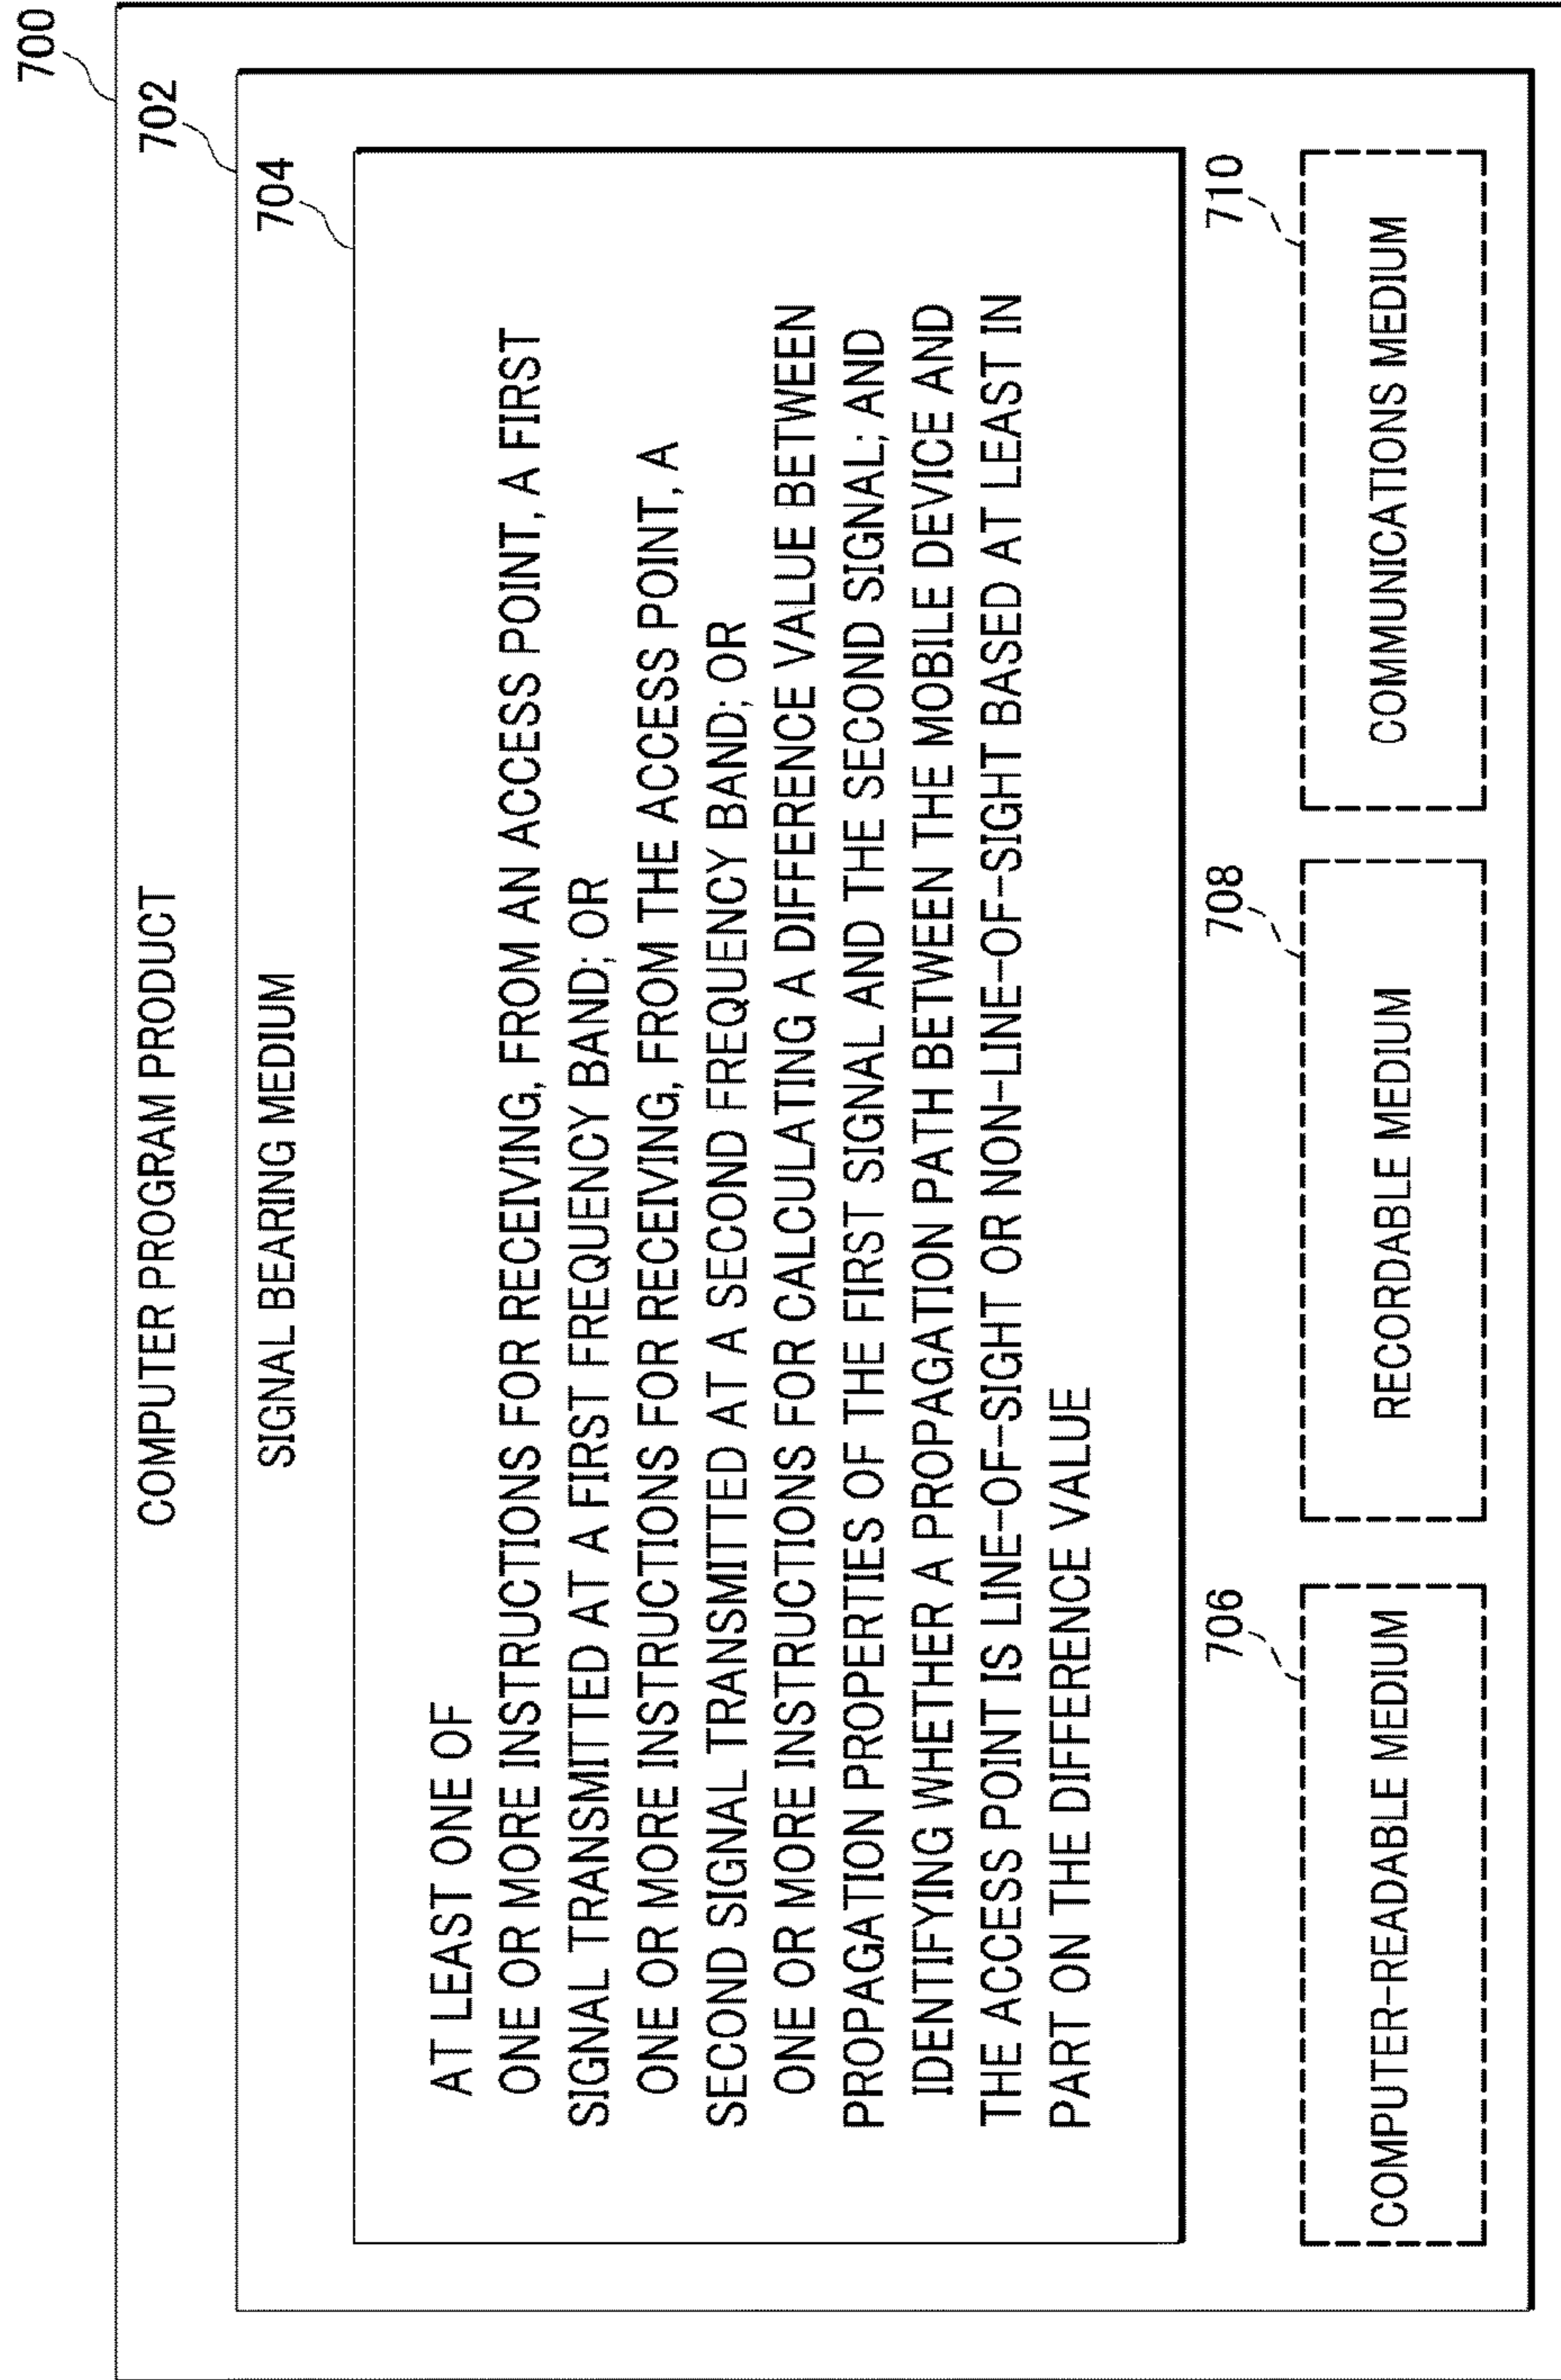 700
COMPUTER PROGRAM PRODUCT
702
SIGNAL BEARING MEDIUM
704
AT LEAST ONE OF
ONE OR MORE INSTRUCTIONS FOR RECEIVING, FROM AN ACCESS POINT, A FIRST
SIGNAL TRANSMITTED AT A FIRST FREQUENCY BAND; OR
ONE OR MORE INSTRUCTIONS FOR RECEIVING, FROM THE ACCESS POINT, A
SECOND SIGNAL TRANSMITTED AT A SECOND FREQUENCY BAND; OR
ONE OR MORE INSTRUCTIONS FOR CALCULATING A DIFFERENCE VALUE BETWEEN
PROPAGATION PROPERTIES OF THE FIRST SIGNAL AND THE SECOND SIGNAL; AND
IDENTIFYING WHETHER A PROPAGATION PATH BETWEEN THE MOBILE DEVICE AND
THE ACCESS POINT IS LINE-OF-SIGHT OR NON-LINE-OF-SIGHT BASED AT LEAST IN
PART ON THE DIFFERENCE VALUE
706
COMPUTER-READABLE MEDIUM
708
RECORDABLE MEDIUM
710
COMMUNICATIONS MEDIUM